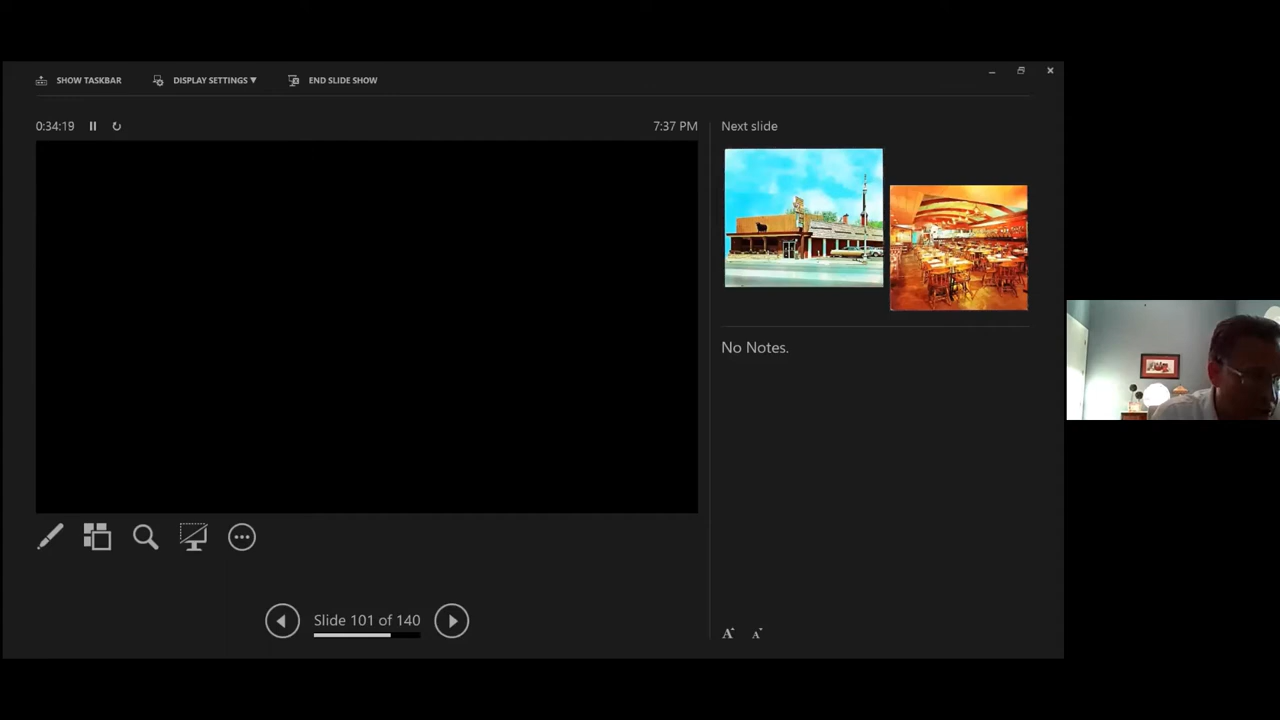 SHOW TASKBAR
DISPLAY SETTINGS ▼
END SLIDE SHOW
0:34:19
7:37 PM
Next slide
No Notes.
Slide 101 of 140
A A